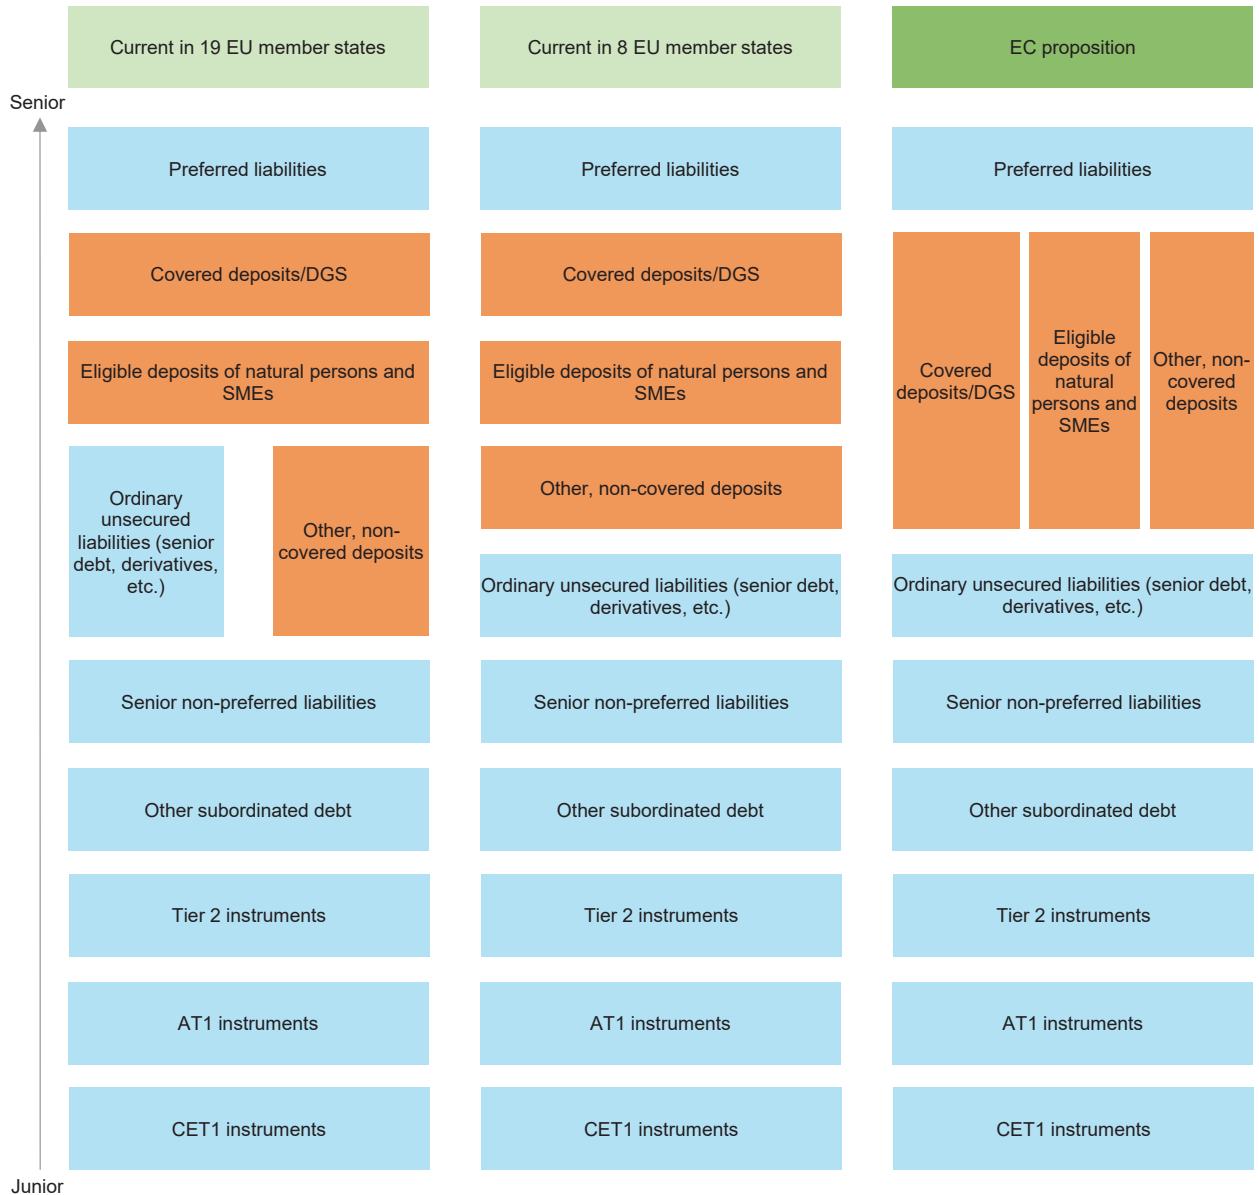 Current in 19 EU member states
Current in 8 EU member states
EC proposition
Senior
Preferred liabilities
Preferred liabilities
Preferred liabilities
Covered deposits/DGS
Covered deposits/DGS
Covered
deposits/DGS
Eligible
deposits of
natural
persons and
SMEs
Other, non-
covered
deposits
Eligible deposits of natural persons and
SMEs
Eligible deposits of natural persons and
SMEs
Ordinary
unsecured
liabilities (senior
debt, derivatives,
etc.)
Other, non-
covered deposits
Other, non-covered deposits
Ordinary unsecured liabilities (senior debt,
derivatives, etc.)
Ordinary unsecured liabilities (senior debt,
derivatives, etc.)
Senior non-preferred liabilities
Senior non-preferred liabilities
Senior non-preferred liabilities
Other subordinated debt
Other subordinated debt
Other subordinated debt
Tier 2 instruments
Tier 2 instruments
Tier 2 instruments
AT1 instruments
AT1 instruments
AT1 instruments
CET1 instruments
CET1 instruments
CET1 instruments
Junior